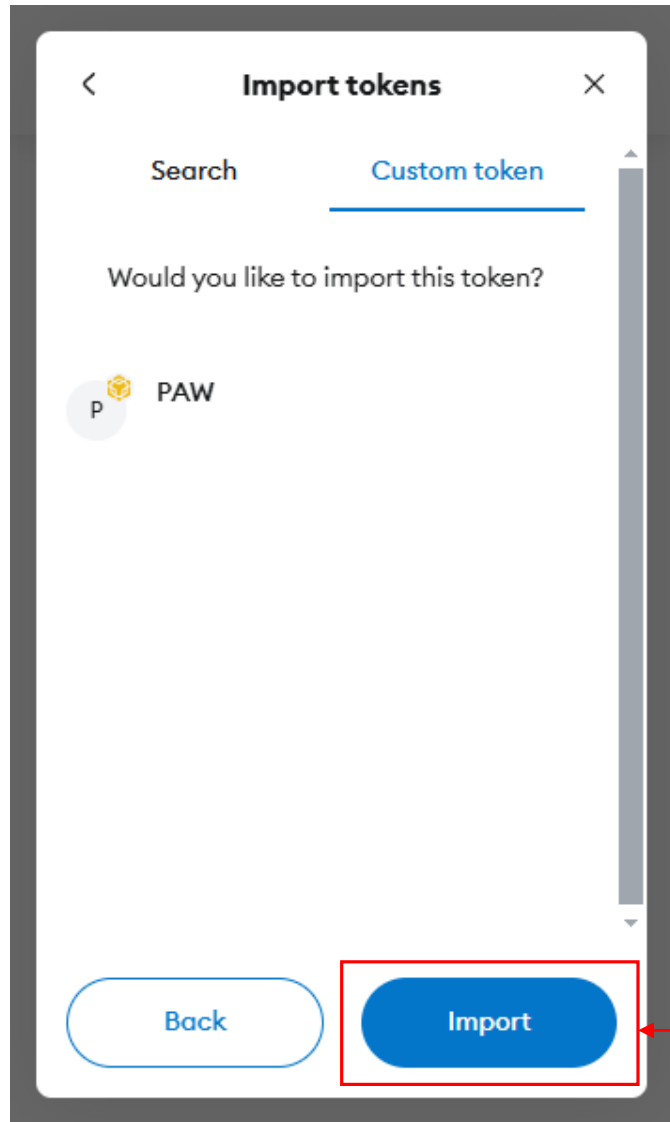 Import tokens
Search Custom token
Would you like to import this token?
P PAW
Back Import